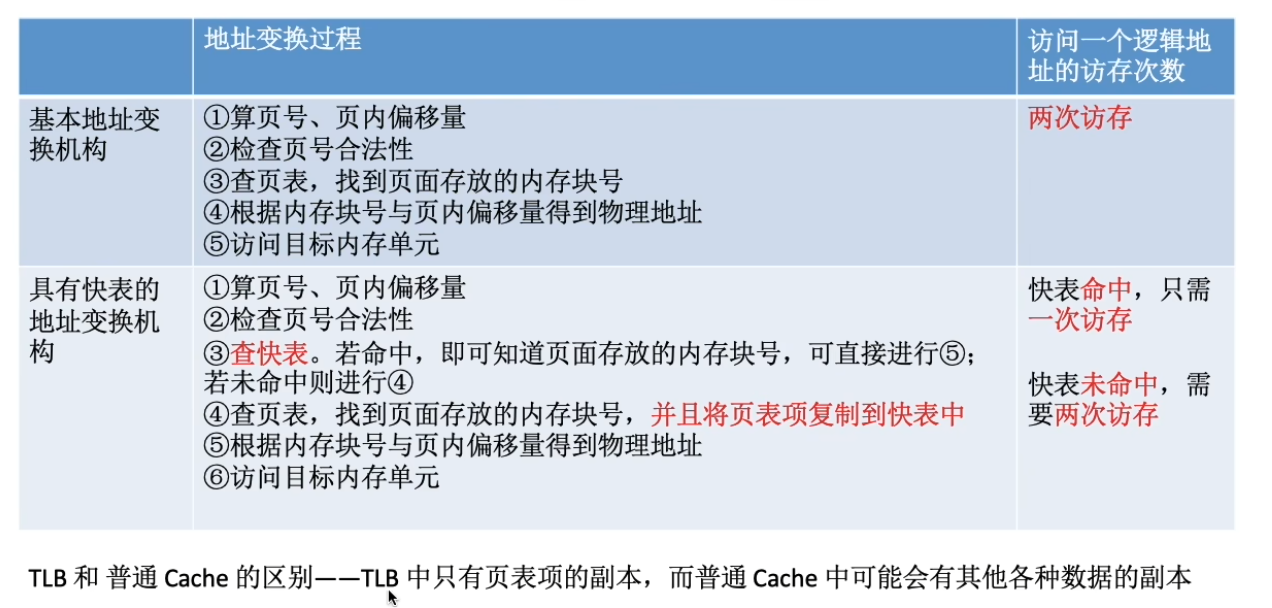 地址变换过程
访问一个逻辑地
址的访存次数
基本地址变
换机构
①算页号、页内偏移量
②检查页号合法性
③查页表，找到页面存放的内存块号
④根据内存块号与页内偏移量得到物理地址
⑤访问目标内存单元
两次访存
具有快表的
地址变换机
构
①算页号、页内偏移量
②检查页号合法性
③查快表。若命中，即可知道页面存放的内存块号，可直接进行⑤；
若未命中则进行④
④查页表，找到页面存放的内存块号，并且将页表项复制到快表中
⑤根据内存块号与页内偏移量得到物理地址
⑥访问目标内存单元
快表命中，只需
一次访存
快表未命中，需
要两次访存
TLB 和 普通 Cache 的区别——TLB 中只有页表项的副本，而普通 Cache 中可能会有其他各种数据的副本